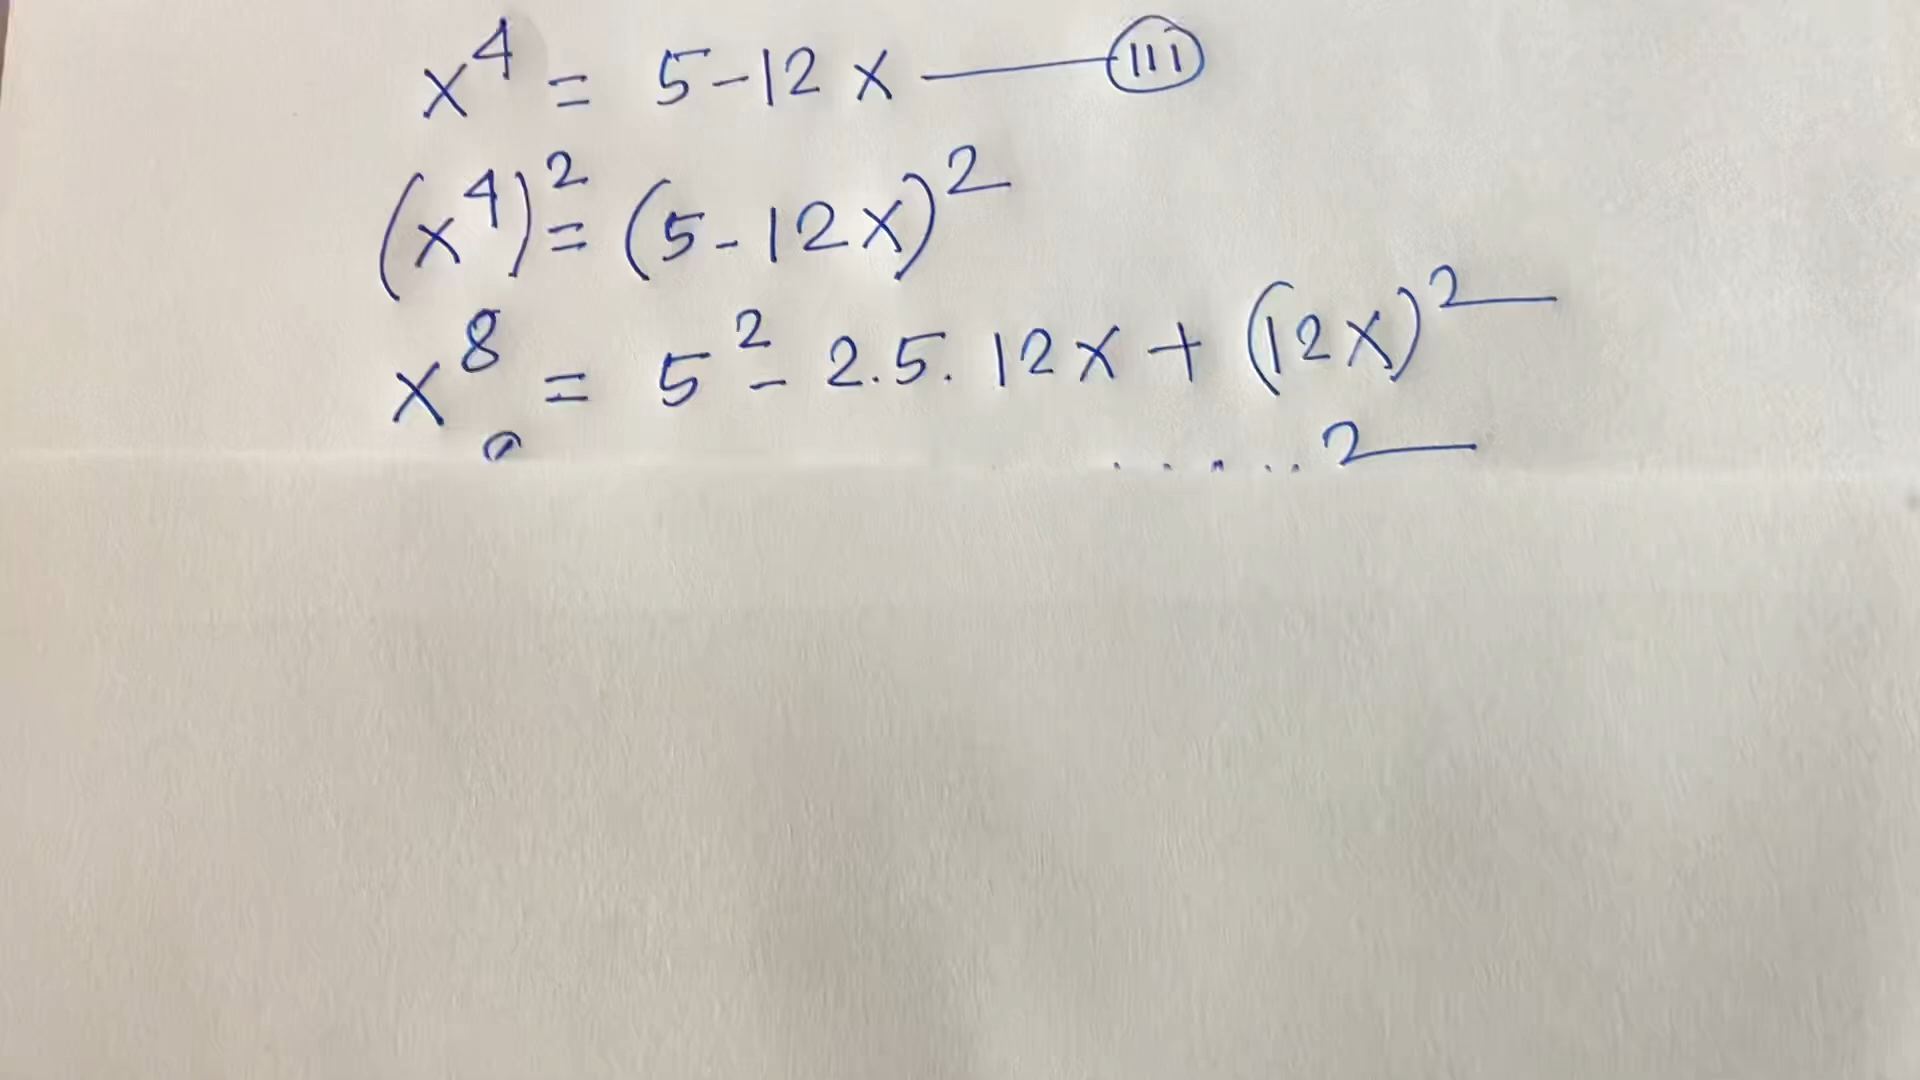 x⁴ = 5-12x —— (III)
(x⁴)² = (5-12x)²
x⁸ = 5² - 2.5.12x + (12x)²